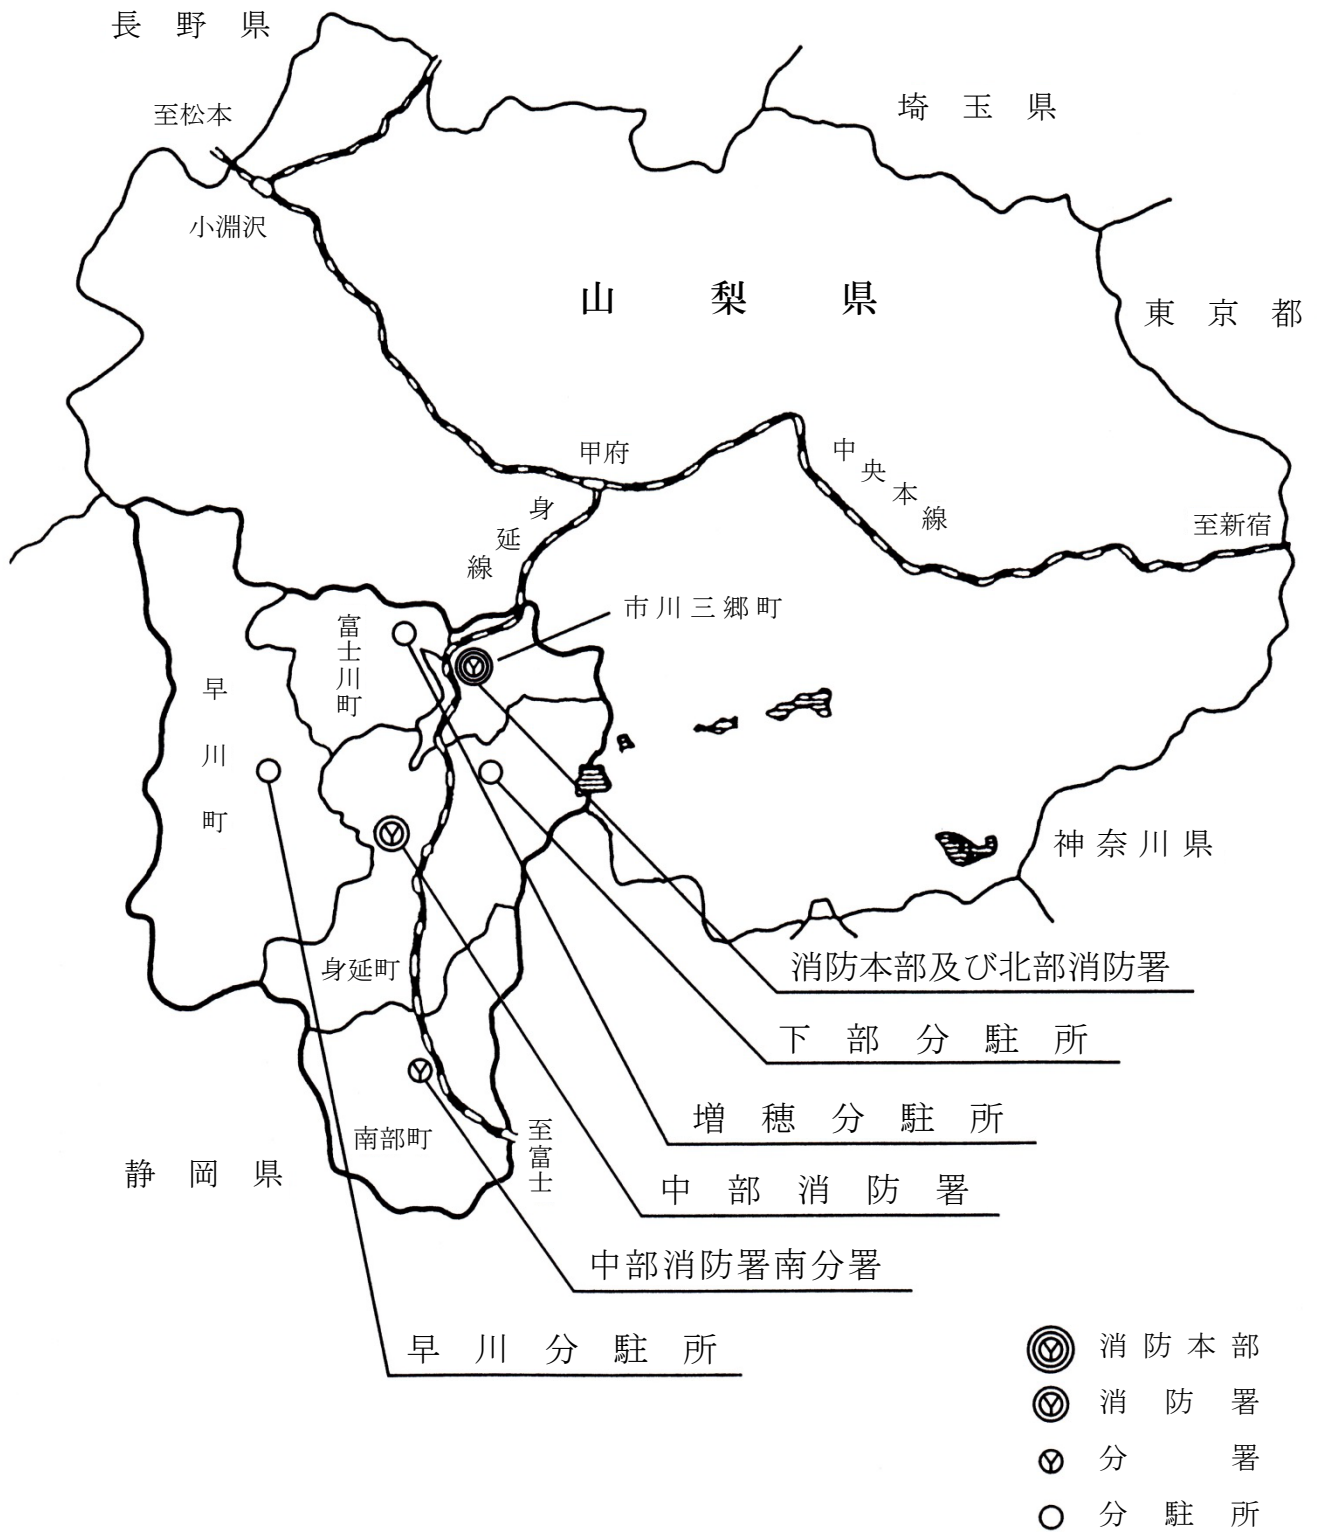 長野県
至松本
埼玉県
小淵沢
山梨県
東京都
甲府
中央本線
身延線
至新宿
市川三郷町
富士川町
早川町
神奈川県
身延町
消防本部及び北部消防署
下部分駐所
増穂分駐所
南部町
至富士
静岡県
中部消防署
中部消防署南分署
早川分駐所
消防本部
消防署
分署
分駐所